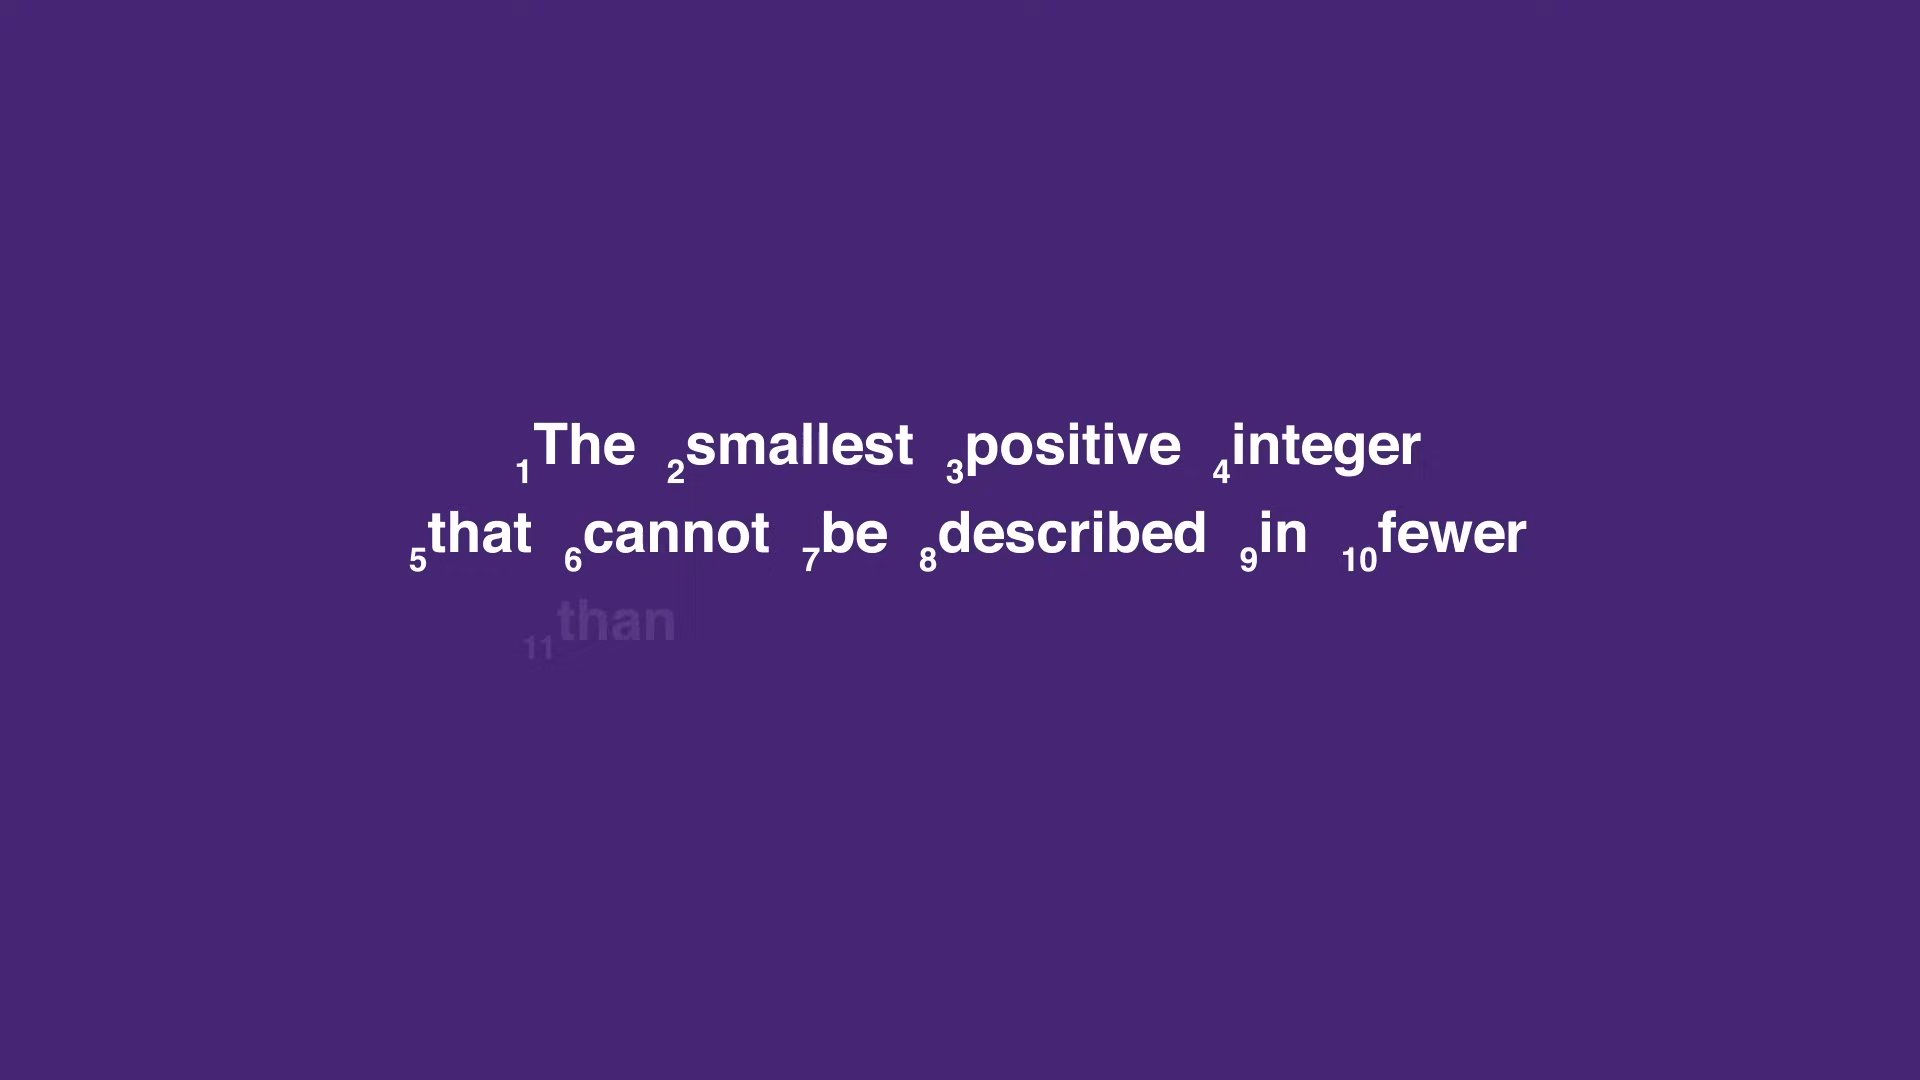 1The 2smallest 3positive 4integer
5that 6cannot 7be 8described 9in 10fewer
11than